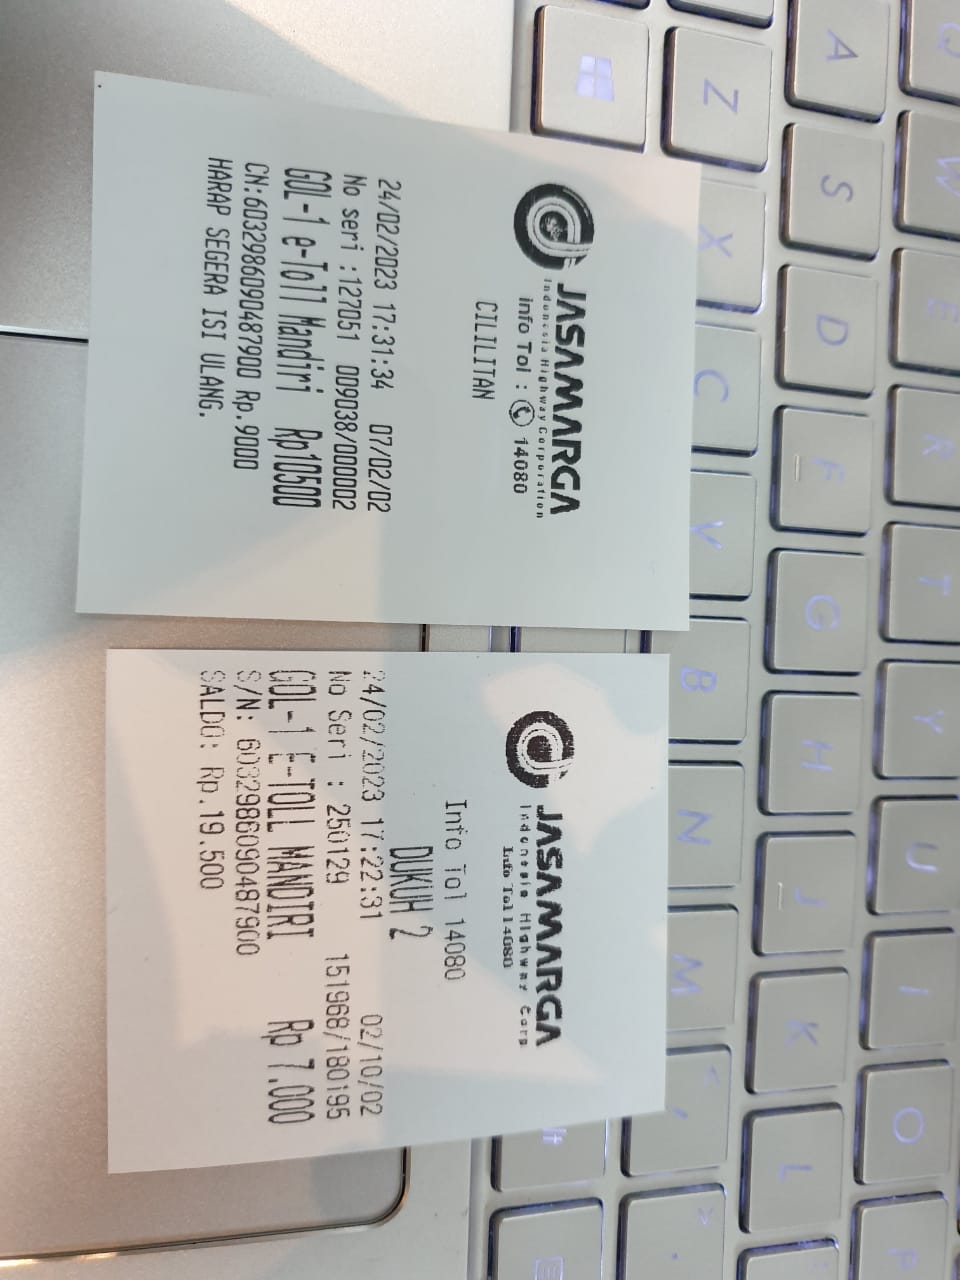 Q W E R T Y U I O P
A S D F G H J K L
Z X C V B N M < , > .
JASAMARGA
Indonesia Highway Corporation
info Tol : 14080
CILILITAN
24/02/2023 17:31:34 07/02/02
No seri :127051 009038/000002
GOL-1 e-Toll Mandiri Rp10500
CN:6032986090487900 Rp.9000
HARAP SEGERA ISI ULANG.
JASAMARGA
Indonesia Highway Corp
Info Tol 14080
Info Tol 14080
DUKUH 2
24/02/2023 17:22:31 02/10/02
No Seri : 250129 151968/180195
GOL-1 E-TOLL MANDIRI Rp 7.000
S/N: 6032986090487900
SALDO: Rp.19.500